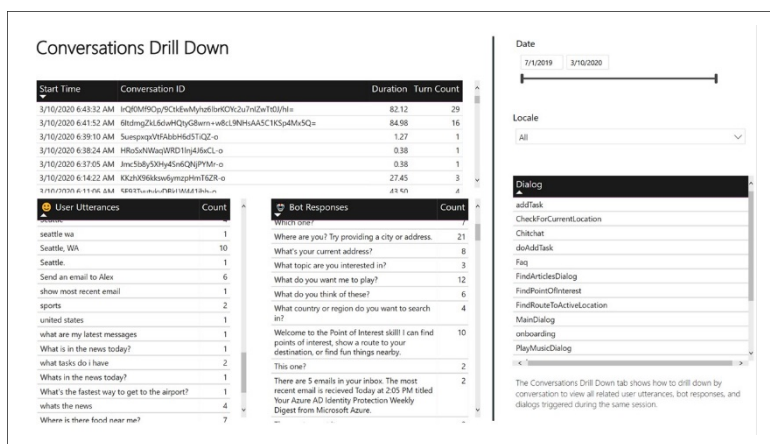 Conversations Drill Down
Start Time Conversation ID Duration Turn Count
3/10/2020 6:43:32 AM 82.12 29
3/10/2020 6:41:52 AM 84.98 16
3/10/2020 6:39:10 AM 1.27 1
3/10/2020 6:38:24 AM 0.38 1
3/10/2020 6:37:05 AM 0.38 1
3/10/2020 6:14:22 AM 27.45 3
3/10/2020 6:11:06 AM 43.50 4
User Utterances Count
seattle wa 1
Seattle, WA 10
Seattle. 1
Send an email to Alex 6
show most recent email 1
sports 2
united states 1
what are my latest messages 1
What is in the news today? 1
what tasks do i have 2
Whats in the news today? 1
What's the fastest way to get to the airport? 1
whats the news 4
Where is there food near me? 7
Bot Responses Count
Which one? 7
Where are you? Try providing a city or address. 21
What's your current address? 8
What topic are you interested in? 3
What do you want me to play? 12
What do you think of these? 6
What country or region do you want to search 4
in?
Welcome to the Point of Interest skill! I can find 10
points of interest, show a route to your
destination, or find fun things nearby.
This one? 2
There are 5 emails in your inbox. The most 2
recent email is recieved Today at 2:05 PM titled
Your Azure AD Identity Protection Weekly
Digest from Microsoft Azure.
Date
7/1/2019 3/10/2020
Locale
All
Dialog
addTask
CheckForCurrentLocation
Chitchat
doAddTask
Faq
FindArticlesDialog
FindPointOfInterest
FindRouteToActiveLocation
MainDialog
onboarding
PlayMusicDialog
The Conversations Drill Down tab shows how to drill down by
conversation to view all related user utterances, bot responses, and
dialogs triggered during the same session.